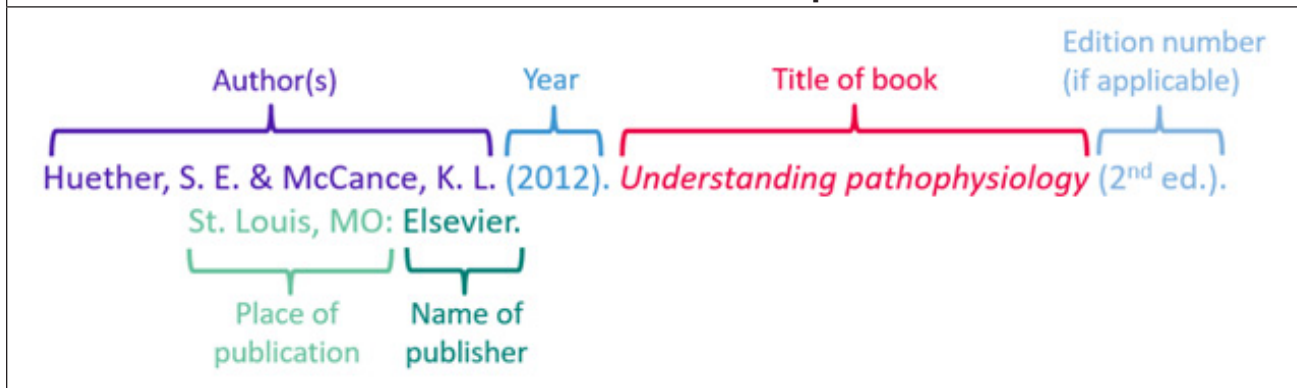 Edition number
Author(s) Year Title of book (if applicable)
Huether, S. E. & McCance, K. L. (2012). Understanding pathophysiology (2nd ed.).
St. Louis, MO: Elsevier.
Place of Name of
publication publisher